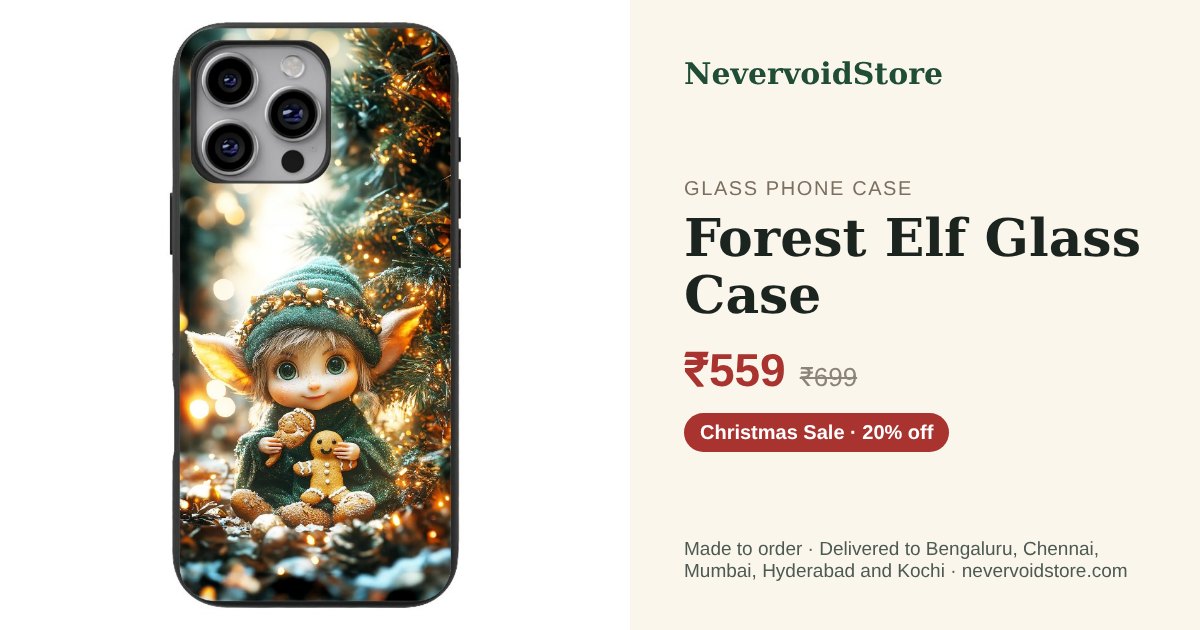 NevervoidStore
GLASS PHONE CASE
Forest Elf Glass
Case
₹559 ₹699
Christmas Sale · 20% off
Made to order · Delivered to Bengaluru, Chennai,
Mumbai, Hyderabad and Kochi · nevervoidstore.com